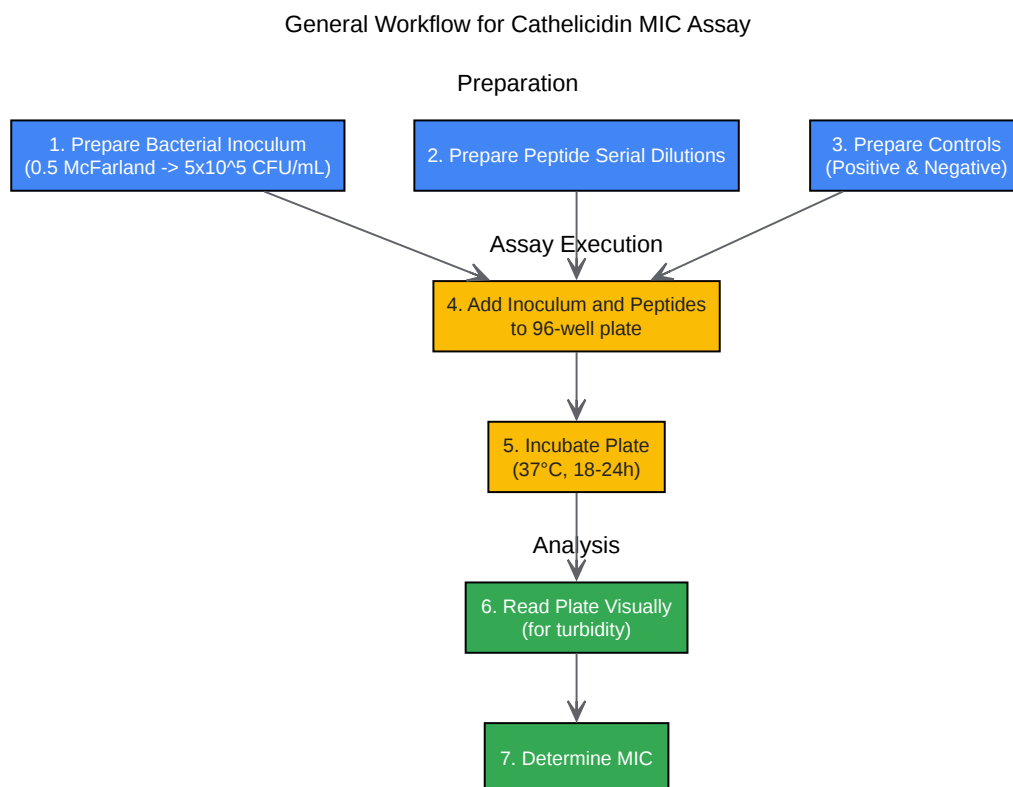 General Workflow for Cathelicidin MIC Assay
Preparation
1. Prepare Bacterial Inoculum
(0.5 McFarland -> 5x10^5 CFU/mL)
2. Prepare Peptide Serial Dilutions
3. Prepare Controls
(Positive & Negative)
Assay Execution
4. Add Inoculum and Peptides
to 96-well plate
5. Incubate Plate
(37°C, 18-24h)
Analysis
6. Read Plate Visually
(for turbidity)
7. Determine MIC